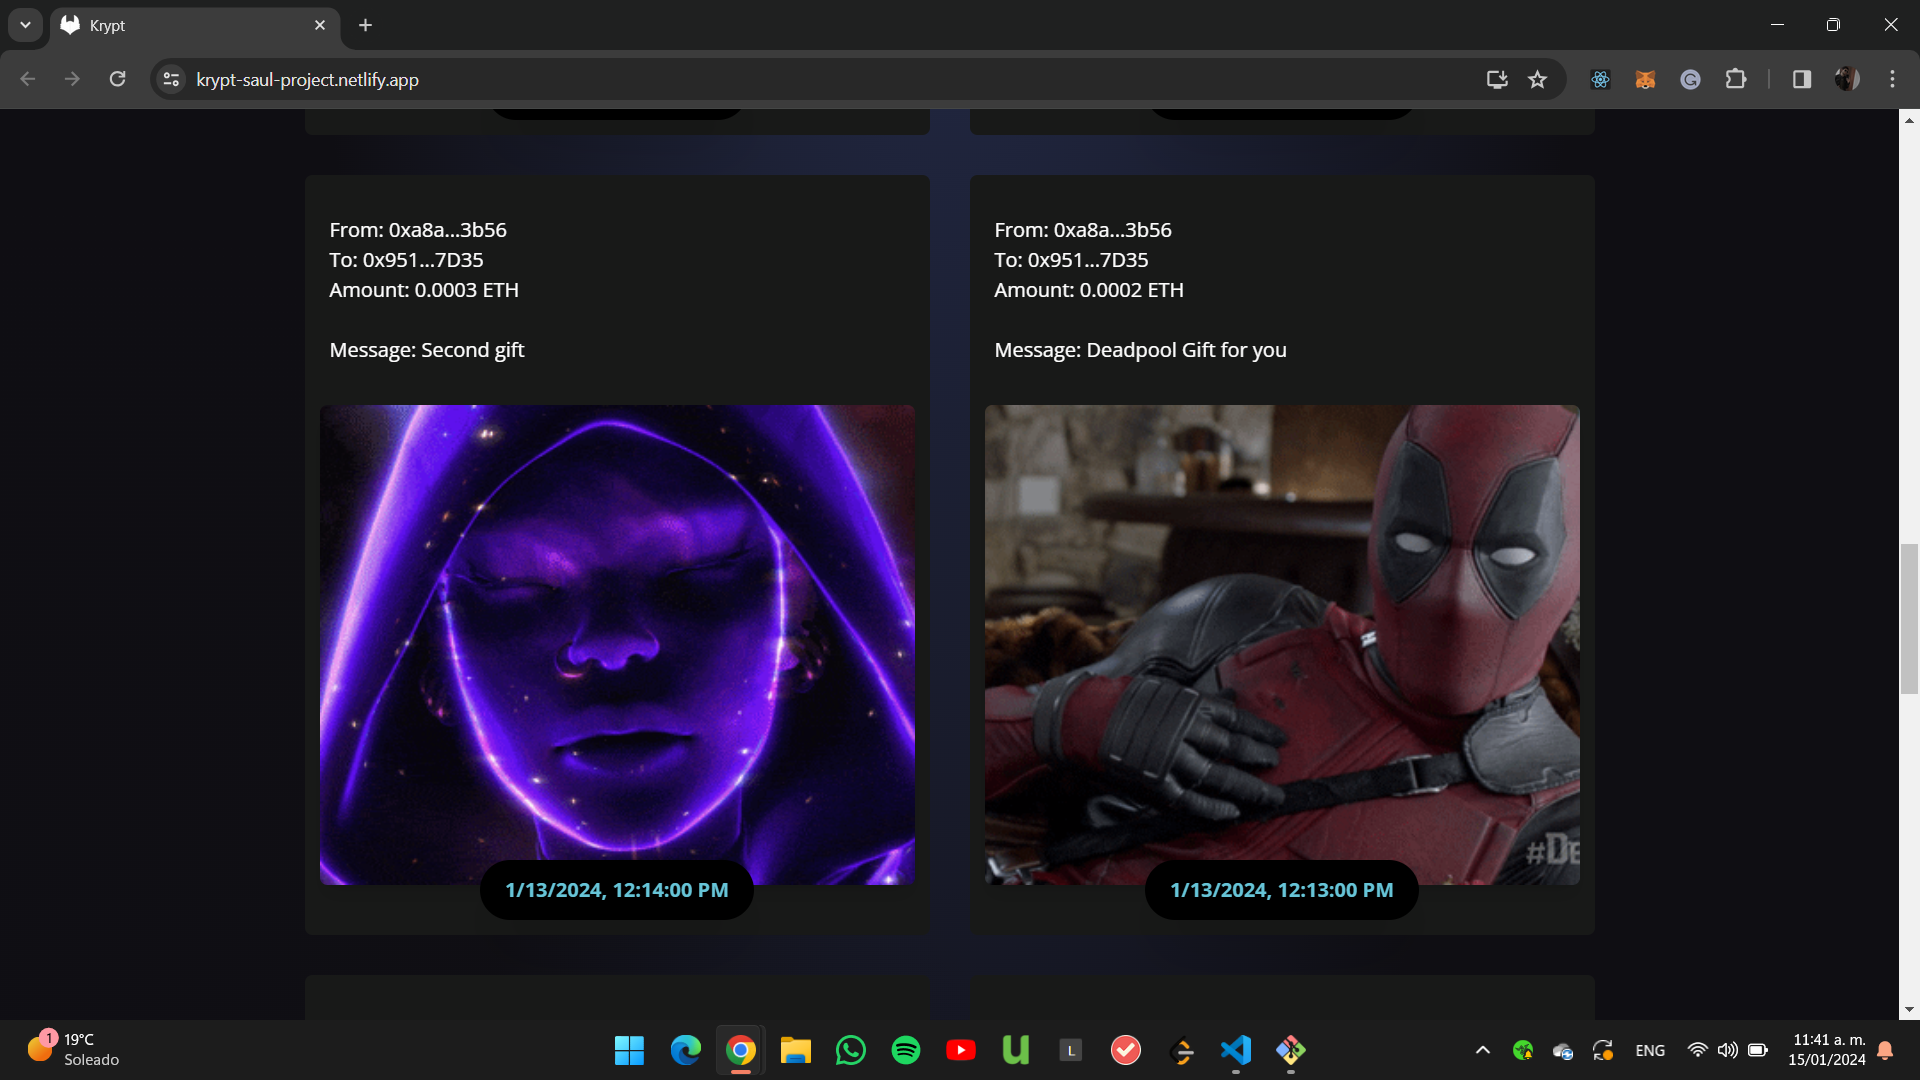 Krypt
krypt-saul-project.netlify.app
From: 0xa8a...3b56
To: 0x951...7D35
Amount: 0.0003 ETH
Message: Second gift
1/13/2024, 12:14:00 PM
From: 0xa8a...3b56
To: 0x951...7D35
Amount: 0.0002 ETH
Message: Deadpool Gift for you
#DE
1/13/2024, 12:13:00 PM
1
19°C
Soleado
L
ENG
11:41 a. m.
15/01/2024